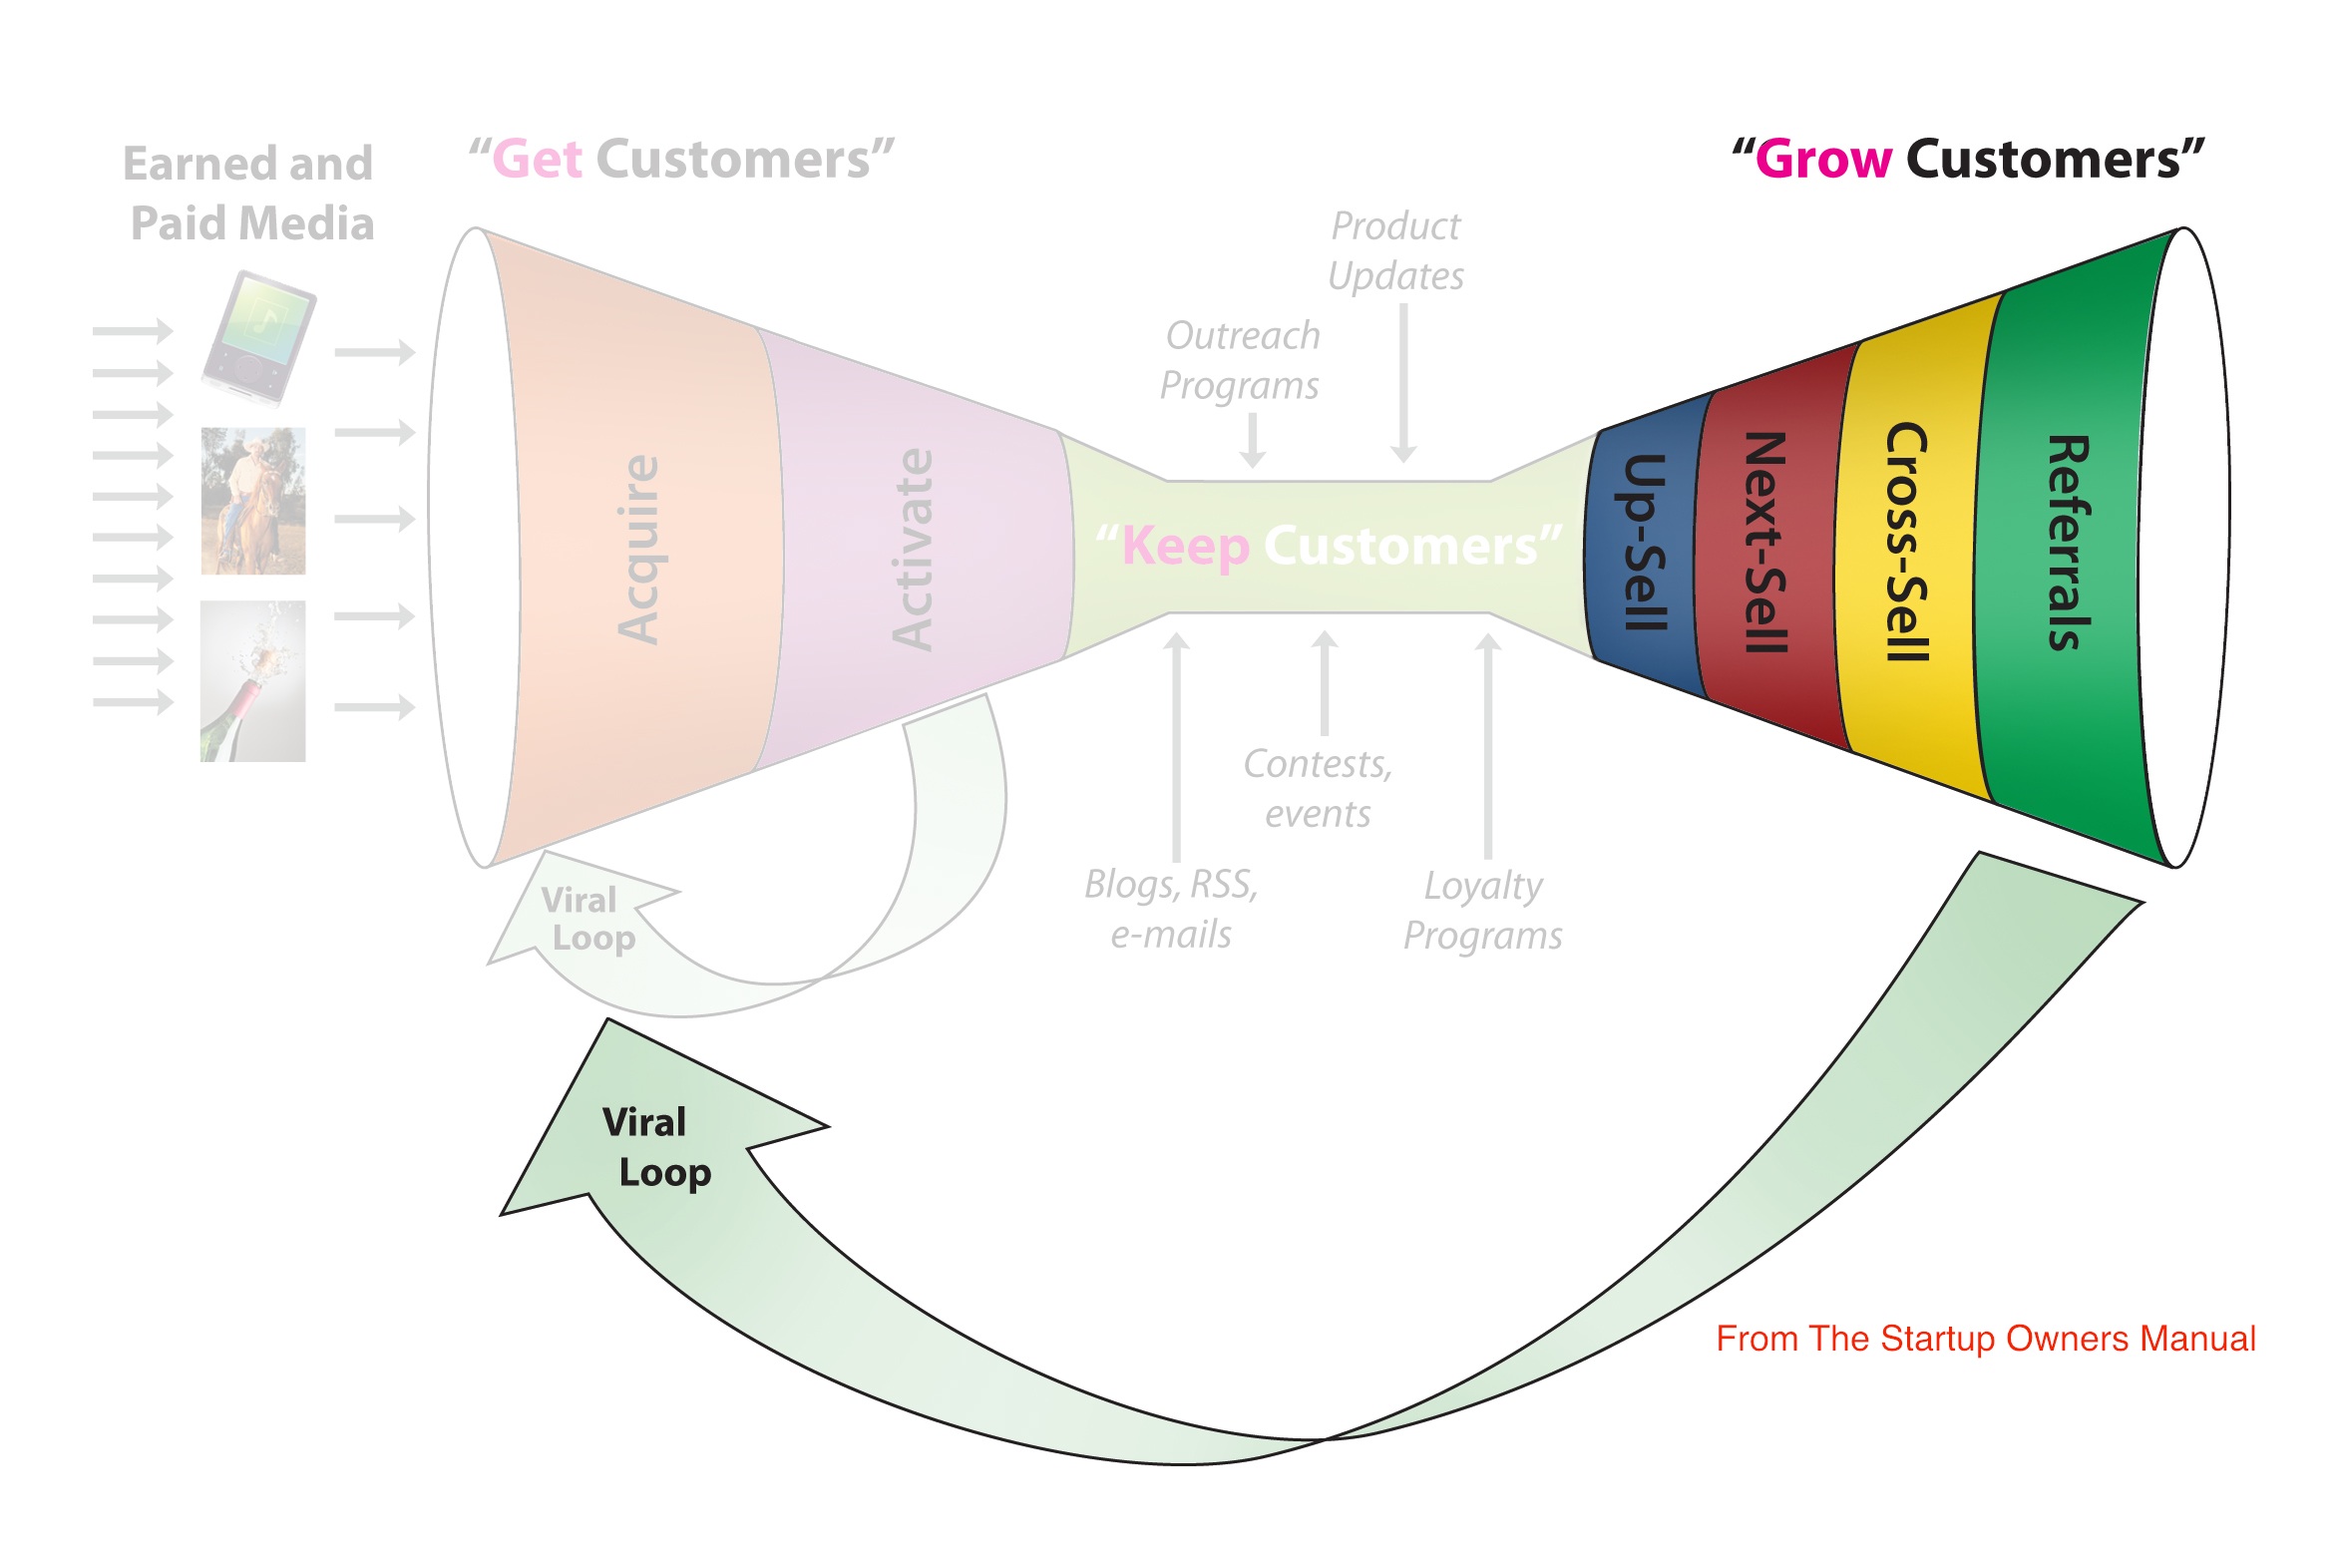 Earned and
Paid Media
“Get Customers”
“Grow Customers”
Product
Updates
Outreach
Programs
Acquire
Activate
“Keep Customers”
Up-Sell
Next-Sell
Cross-Sell
Referrals
Contests,
events
Blogs, RSS,
e-mails
Loyalty
Programs
Viral
Loop
Viral
Loop
From The Startup Owners Manual